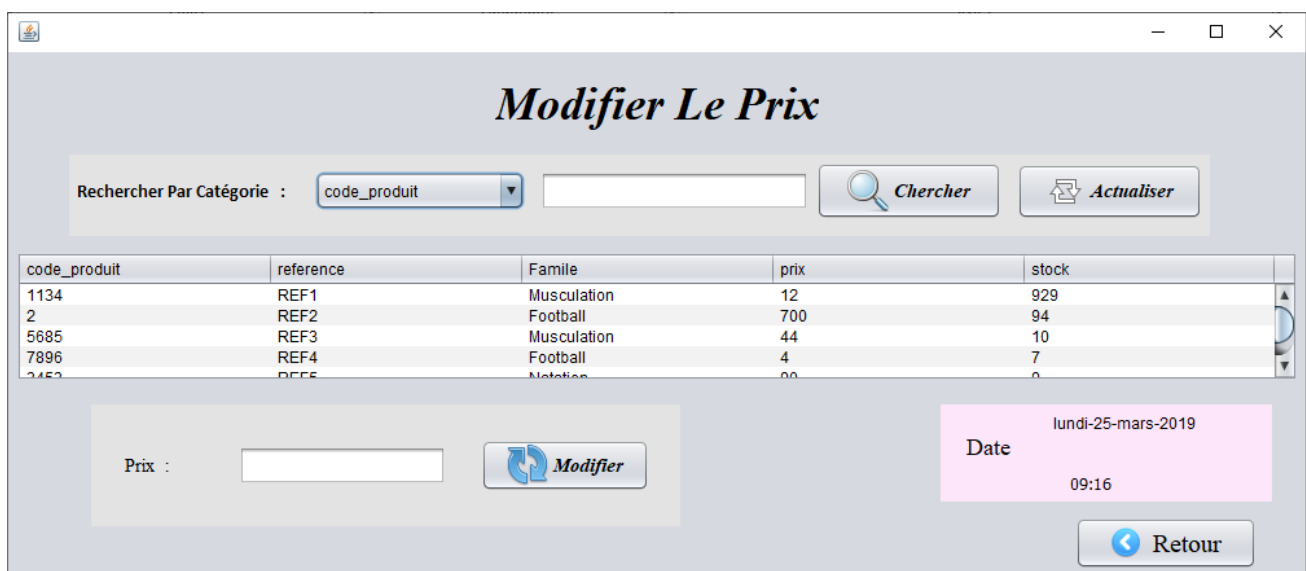 Modifier Le Prix
Rechercher Par Catégorie : code_produit Chercher Actualiser
code_produit reference Famile prix stock
1134 REF1 Musculation 12 929
2 REF2 Football 700 94
5685 REF3 Musculation 44 10
7896 REF4 Football 4 7
REF5 Natation
lundi-25-mars-2019
Date
Prix : Modifier
09:16
Retour